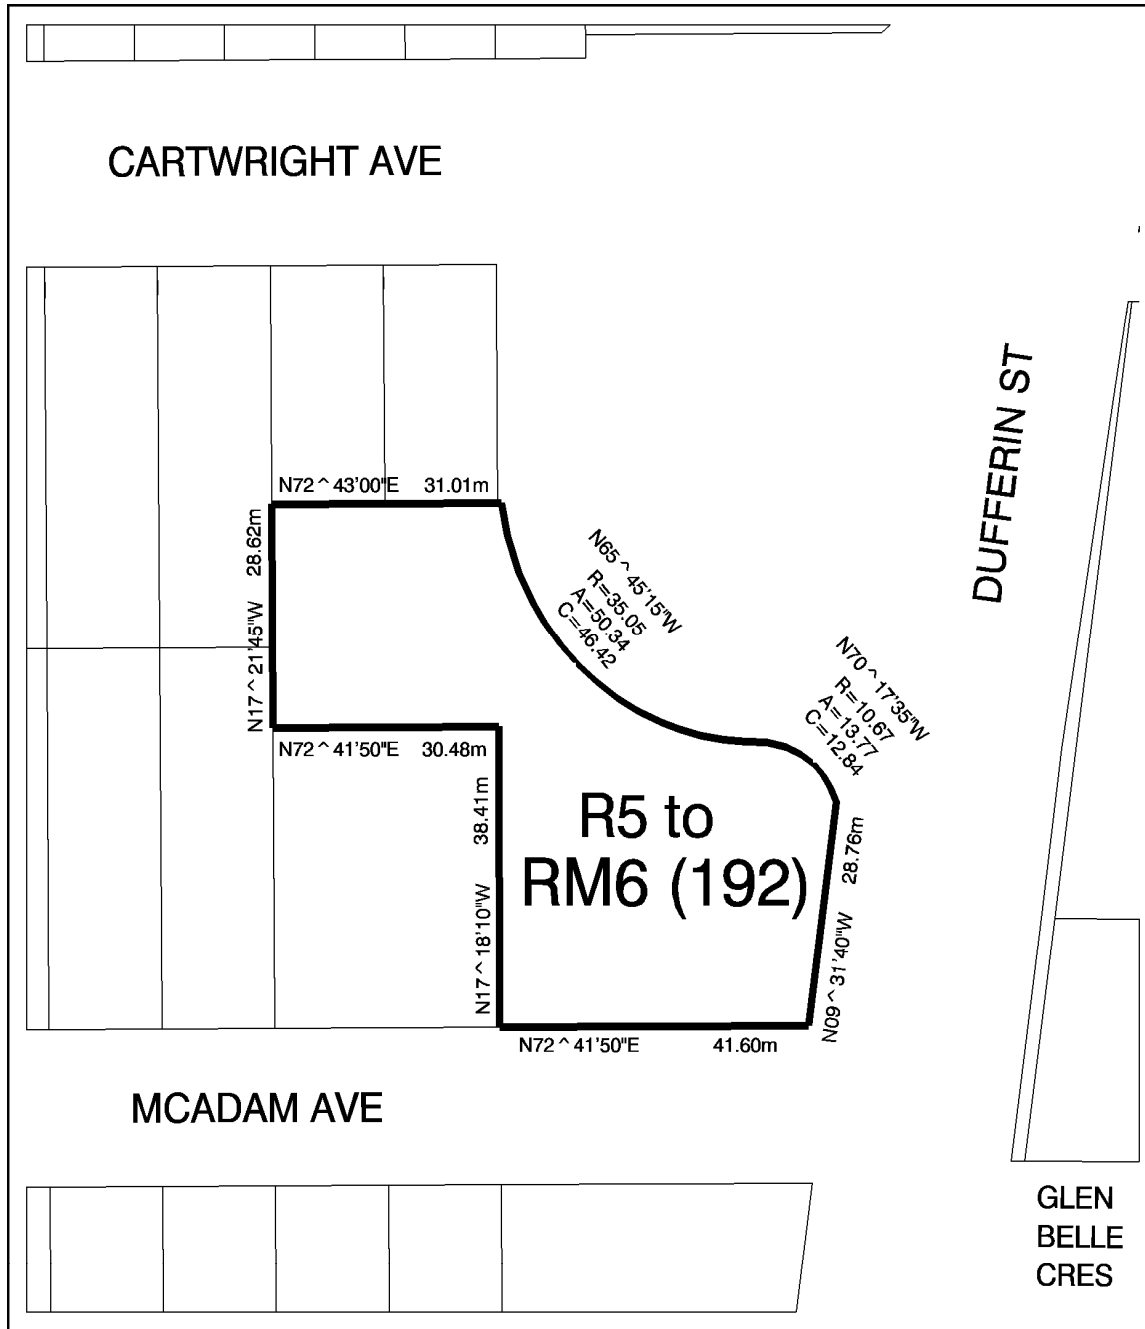 CARTWRIGHT AVE
DUFFERIN ST
N72^43'00"E 31.01m
28.62m
N17^21'45"W
N65^45'15"W
R=35.05
A=50.34
C=46.42
N70^17'35"W
R=10.67
A=13.77
C=12.84
N72^41'50"E 30.48m
38.41m
N17^18'10"W
R5 to
RM6 (192)
28.76m
N09^31'40"W
N72^41'50"E 41.60m
MCADAM AVE
GLEN
BELLE
CRES